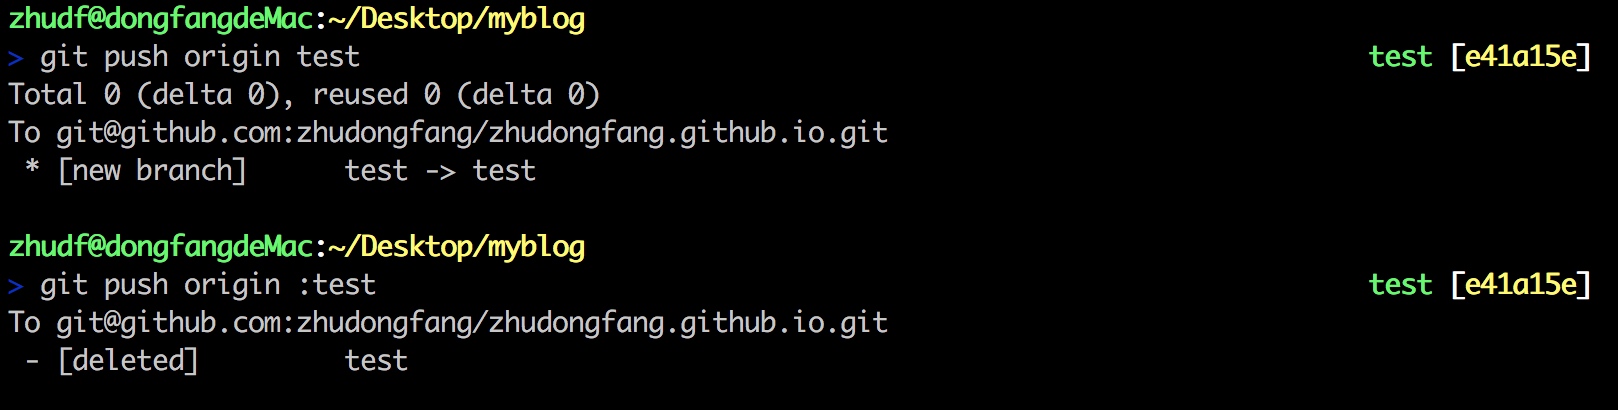 zhudf@dongfangdeMac:~/Desktop/myblog
> git push origin test test [e41a15e]
Total 0 (delta 0), reused 0 (delta 0)
To git@github.com:zhudongfang/zhudongfang.github.io.git
* [new branch] test -> test
zhudf@dongfangdeMac:~/Desktop/myblog
> git push origin :test test [e41a15e]
To git@github.com:zhudongfang/zhudongfang.github.io.git
- [deleted] test